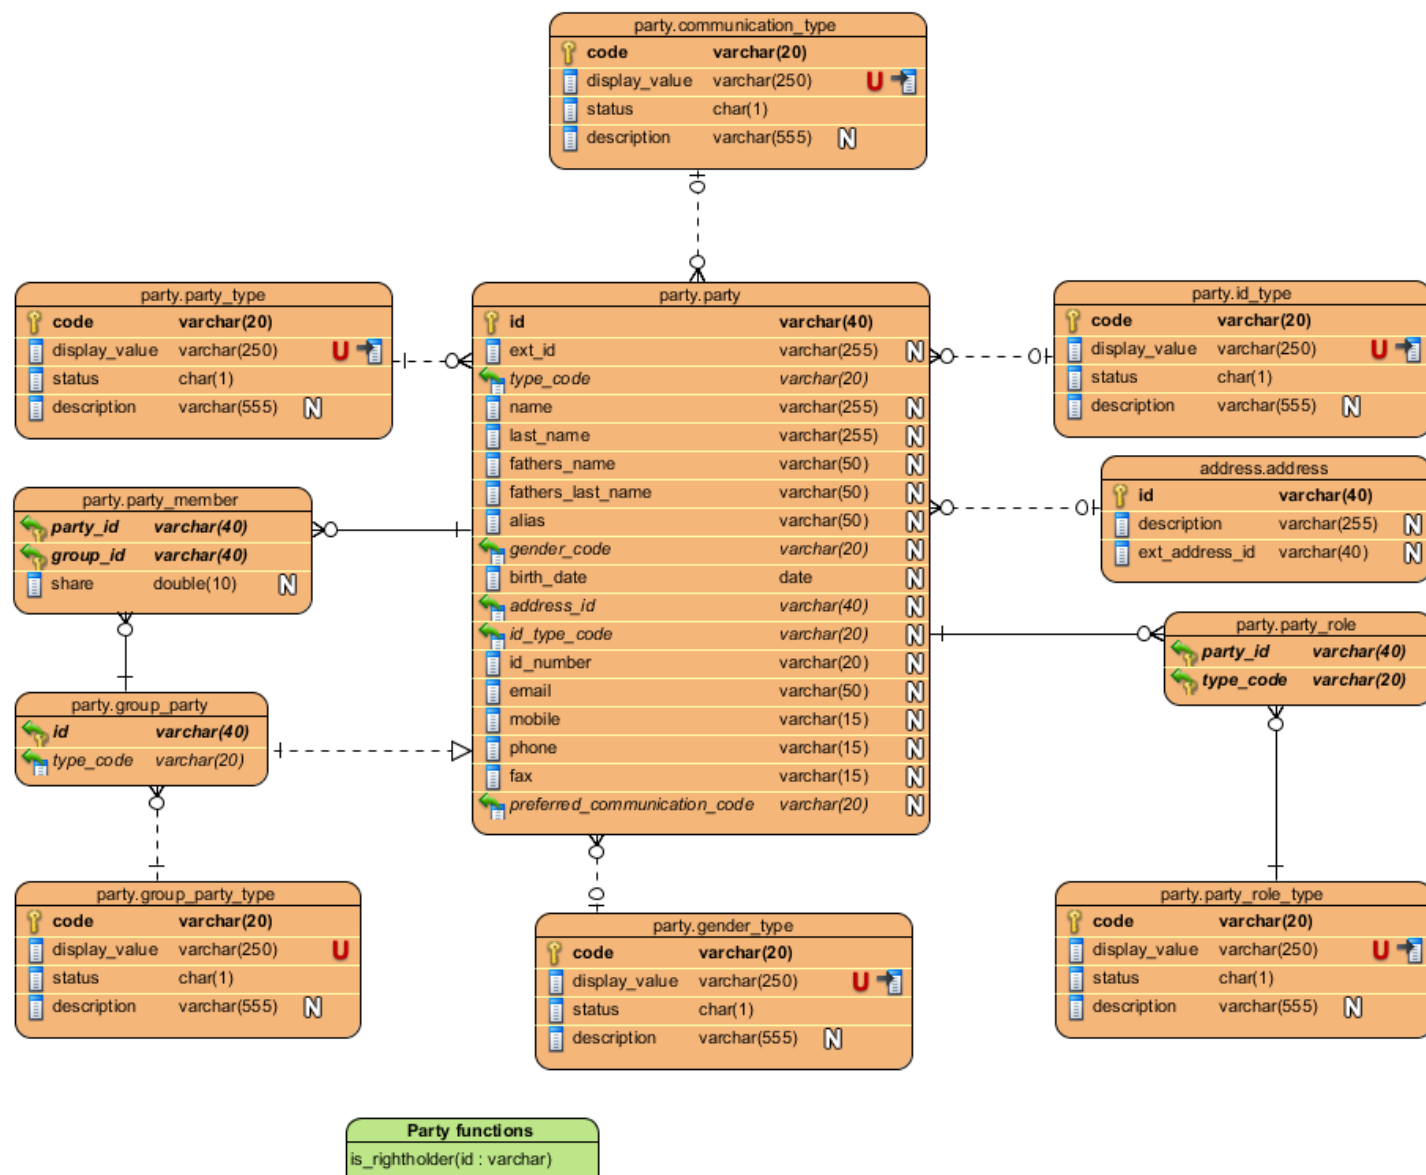 party.communication_type
code varchar(20)
display_value varchar(250) U
status char(1)
description varchar(555) N
party.party_type
code varchar(20)
display_value varchar(250) U
status char(1)
description varchar(555) N
party.party
id varchar(40)
ext_id varchar(255) N
type_code varchar(20)
name varchar(255) N
last_name varchar(255) N
fathers_name varchar(50) N
fathers_last_name varchar(50) N
alias varchar(50) N
gender_code varchar(20) N
birth_date date N
address_id varchar(40) N
id_type_code varchar(20) N
id_number varchar(20) N
email varchar(50) N
mobile varchar(15) N
phone varchar(15) N
fax varchar(15) N
preferred_communication_code varchar(20) N
party.id_type
code varchar(20)
display_value varchar(250) U
status char(1)
description varchar(555) N
address.address
id varchar(40)
description varchar(255) N
ext_address_id varchar(40) N
party.party_member
party_id varchar(40)
group_id varchar(40)
share double(10) N
party.party_role
party_id varchar(40)
type_code varchar(20)
party.group_party
id varchar(40)
type_code varchar(20)
party.group_party_type
code varchar(20)
display_value varchar(250) U
status char(1)
description varchar(555) N
party.gender_type
code varchar(20)
display_value varchar(250) U
status char(1)
description varchar(555) N
party.party_role_type
code varchar(20)
display_value varchar(250) U
status char(1)
description varchar(555) N
Party functions
is_rightholder(id : varchar)